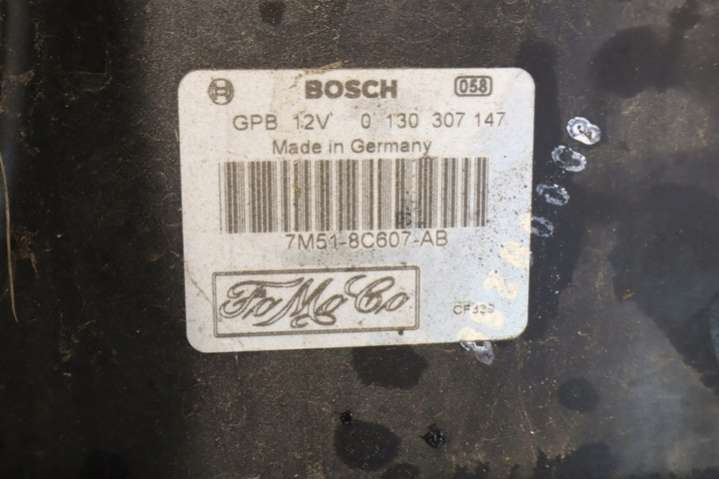 BOSCH 058
GPB 12V 0 130 307 147
Made in Germany
7M51-8C607-AB
FoMoCo